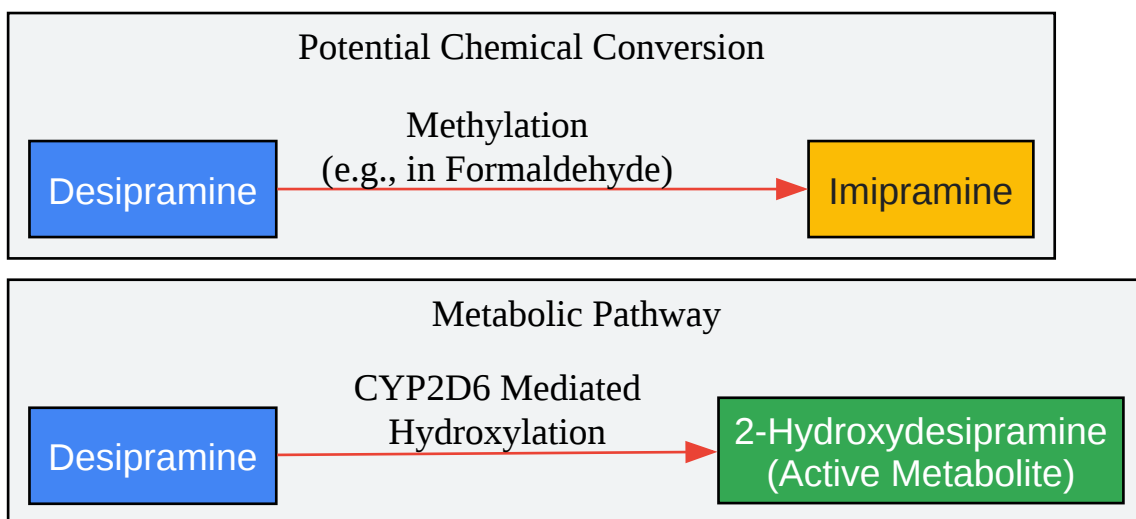 Potential Chemical Conversion
Methylation
(e.g., in Formaldehyde)
Desipramine
Imipramine
Metabolic Pathway
CYP2D6 Mediated
Hydroxylation
Desipramine
2-Hydroxydesipramine
(Active Metabolite)